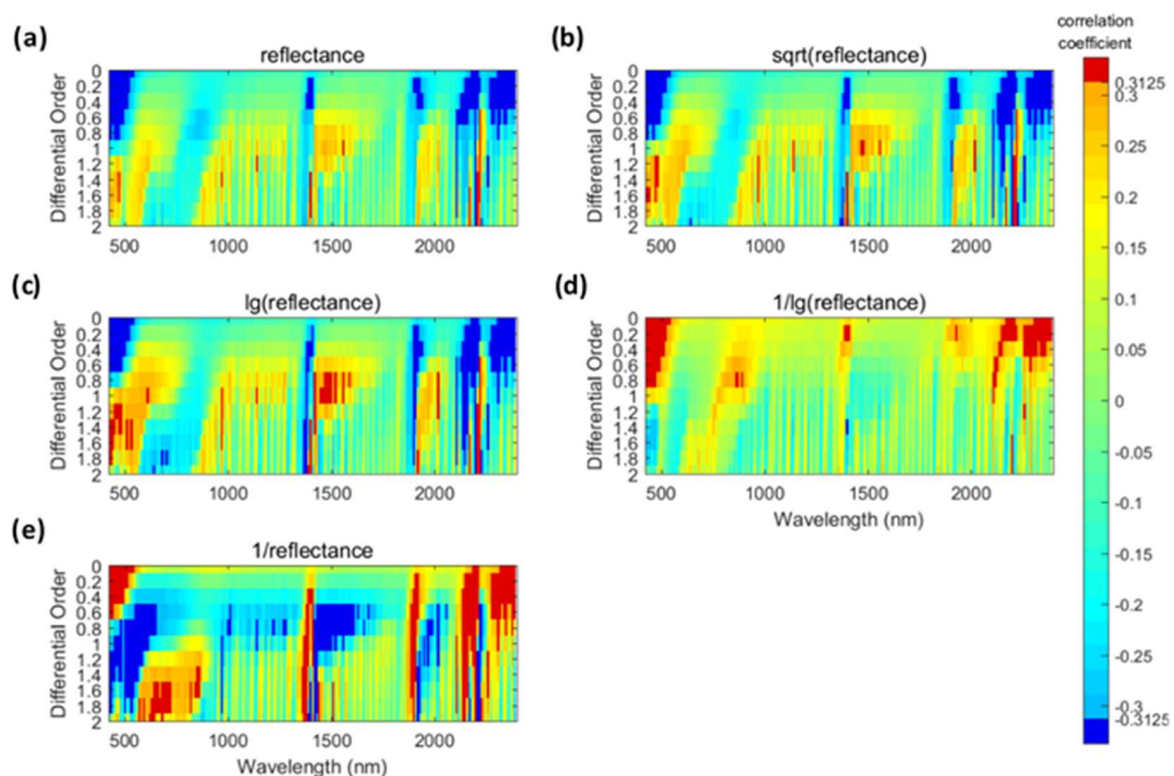 (a)
reflectance
Differential Order
0
0.2
0.4
0.6
0.8
1
1.2
1.4
1.6
1.8
2
500 1000 1500 2000
(b)
sqrt(reflectance)
Differential Order
0
0.2
0.4
0.6
0.8
1
1.2
1.4
1.6
1.8
2
500 1000 1500 2000
correlation
coefficient
0.3125
0.3
0.25
0.2
0.15
0.1
0.05
0
-0.05
-0.1
-0.15
-0.2
-0.25
-0.3
-0.3125
(c)
lg(reflectance)
Differential Order
0
0.2
0.4
0.6
0.8
1
1.2
1.4
1.6
1.8
2
500 1000 1500 2000
(d)
1/lg(reflectance)
Differential Order
0
0.2
0.4
0.6
0.8
1
1.2
1.4
1.6
1.8
2
500 1000 1500 2000
Wavelength (nm)
(e)
1/reflectance
Differential Order
0
0.2
0.4
0.6
0.8
1
1.2
1.4
1.6
1.8
2
500 1000 1500 2000
Wavelength (nm)